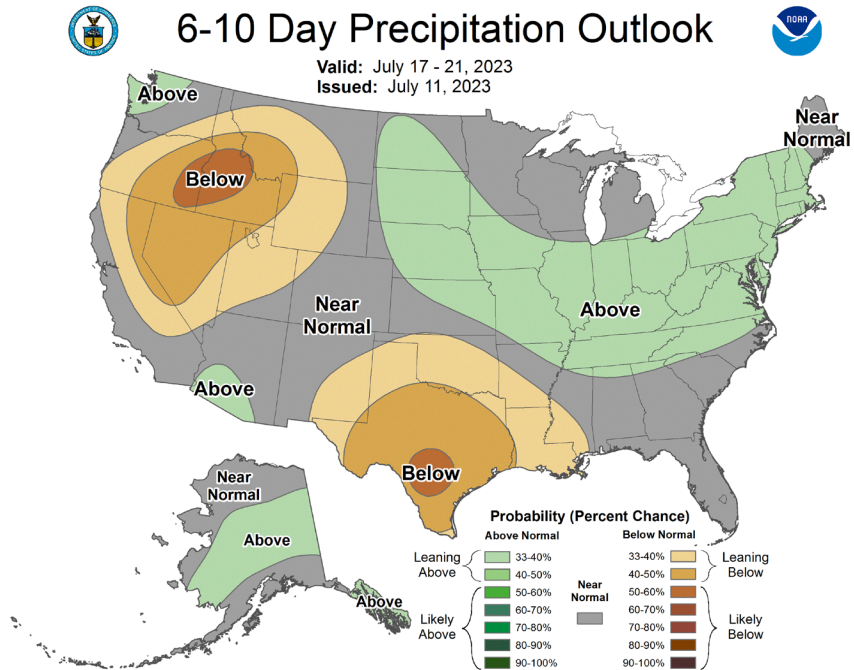 6-10 Day Precipitation Outlook
NOAA
Valid: July 17 - 21, 2023
Issued: July 11, 2023
Above
Near
Normal
Below
Near
Normal
Above
Above
Below
Near
Normal
Above
Above
Probability (Percent Chance)
Above Normal
Below Normal
Leaning
Above
33-40%
40-50%
Likely
Above
50-60%
60-70%
70-80%
80-90%
90-100%
Near
Normal
33-40%
40-50%
Leaning
Below
50-60%
60-70%
70-80%
80-90%
90-100%
Likely
Below